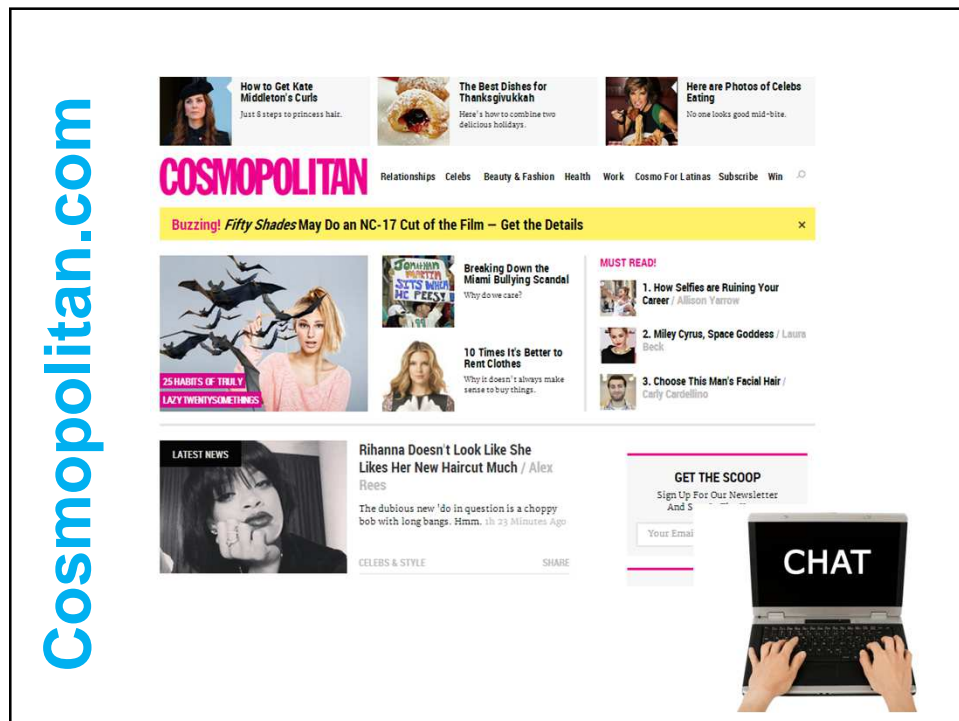 Cosmopolitan.com
How to Get Kate
Middleton's Curls
Just 8 steps to princess hair.
The Best Dishes for
Thanksgivukkah
Here's how to combine two
delicious holidays.
Here are Photos of Celebs
Eating
No one looks good mid-bite.
COSMOPOLITAN
Relationships Celebs Beauty & Fashion Health Work Cosmo For Latinas Subscribe Win
Buzzing! Fifty Shades May Do an NC-17 Cut of the Film — Get the Details ×
25 HABITS OF TRULY
LAZY TWENTYSOMETHINGS
JONATHAN
MARTIN
SITS WHEN
HE PEES!
Breaking Down the
Miami Bullying Scandal
Why do we care?
10 Times It's Better to
Rent Clothes
Why it doesn't always make
sense to buy things.
MUST READ!
1. How Selfies are Ruining Your
Career / Allison Yarrow
2. Miley Cyrus, Space Goddess / Laura
Beck
3. Choose This Man's Facial Hair /
Carly Cardellino
LATEST NEWS
Rihanna Doesn't Look Like She
Likes Her New Haircut Much / Alex
Rees
The dubious new 'do in question is a choppy
bob with long bangs. Hmm. 1h 23 Minutes Ago
CELEBS & STYLE SHARE
GET THE SCOOP
Sign Up For Our Newsletter
And
Your Emai
CHAT